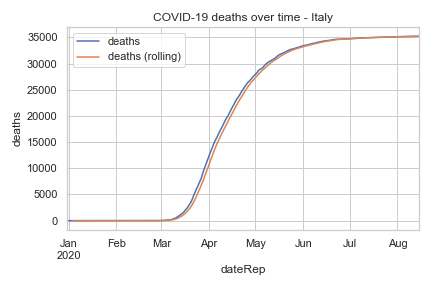 COVID-19 deaths over time - Italy
deaths
deaths (rolling)
35000
30000
25000
20000
15000
10000
5000
0
deaths
Jan Feb Mar Apr May Jun Jul Aug
2020
dateRep